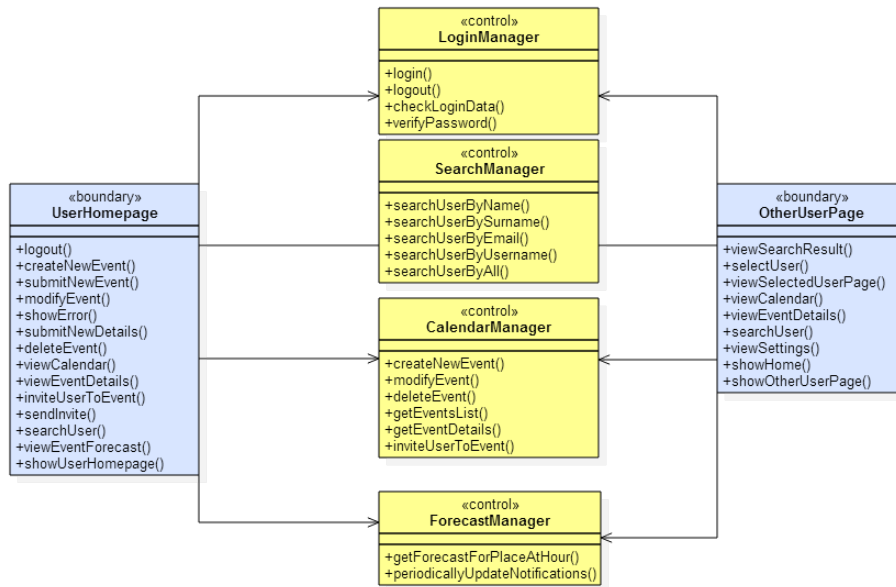 «control»
LoginManager
+login()
+logout()
+checkLoginData()
+verifyPassword()
«control»
SearchManager
+searchUserByName()
+searchUserBySurname()
+searchUserByEmail()
+searchUserByUsername()
+searchUserByAll()
«boundary»
UserHomepage
+logout()
+createNewEvent()
+submitNewEvent()
+modifyEvent()
+showError()
+submitNewDetails()
+deleteEvent()
+viewCalendar()
+viewEventDetails()
+inviteUserToEvent()
+sendInvite()
+searchUser()
+viewEventForecast()
+showUserHomepage()
«boundary»
OtherUserPage
+viewSearchResult()
+selectUser()
+viewSelectedUserPage()
+viewCalendar()
+viewEventDetails()
+searchUser()
+viewSettings()
+showHome()
+showOtherUserPage()
«control»
CalendarManager
+createNewEvent()
+modifyEvent()
+deleteEvent()
+getEventsList()
+getEventDetails()
+inviteUserToEvent()
«control»
ForecastManager
+getForecastForPlaceAtHour()
+periodicallyUpdateNotifications()